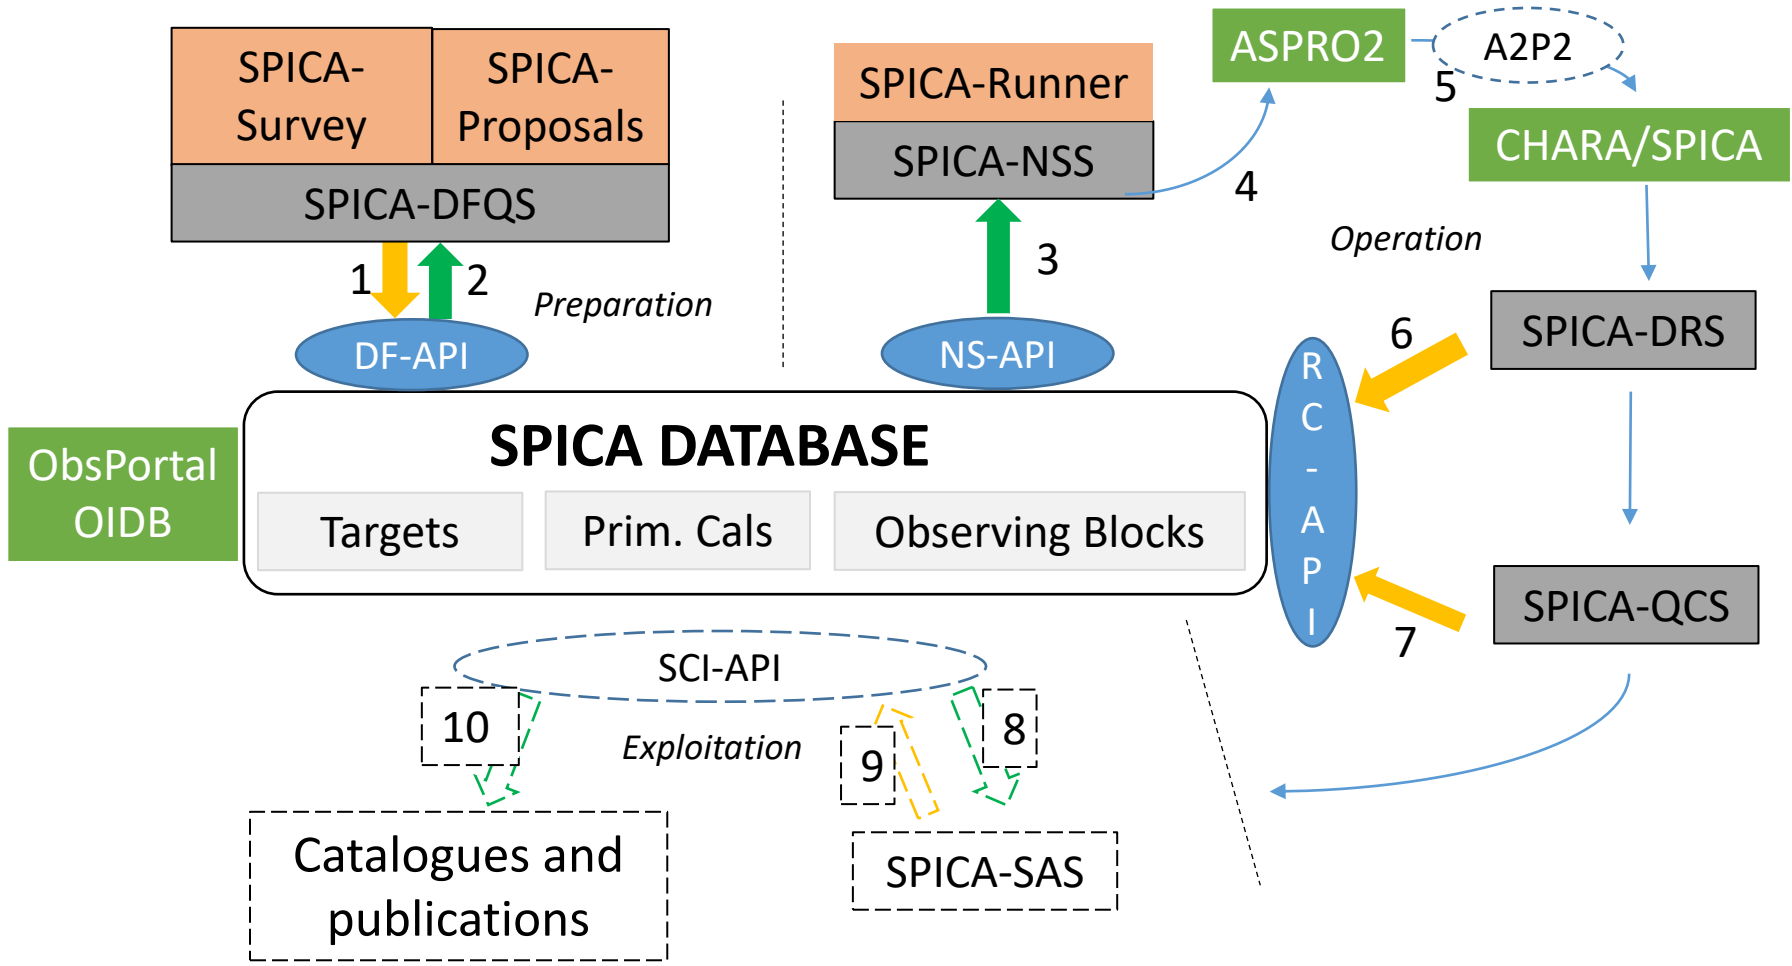 SPICA-
Survey
SPICA-
Proposals
SPICA-DFQS
1
2
Preparation
DF-API
SPICA-Runner
SPICA-NSS
3
NS-API
4
ASPRO2
A2P2
5
CHARA/SPICA
Operation
SPICA-DRS
6
R
C
-
A
P
I
7
SPICA-QCS
ObsPortal
OIDB
SPICA DATABASE
Targets
Prim. Cals
Observing Blocks
SCI-API
10
Exploitation
9
8
Catalogues and
publications
SPICA-SAS